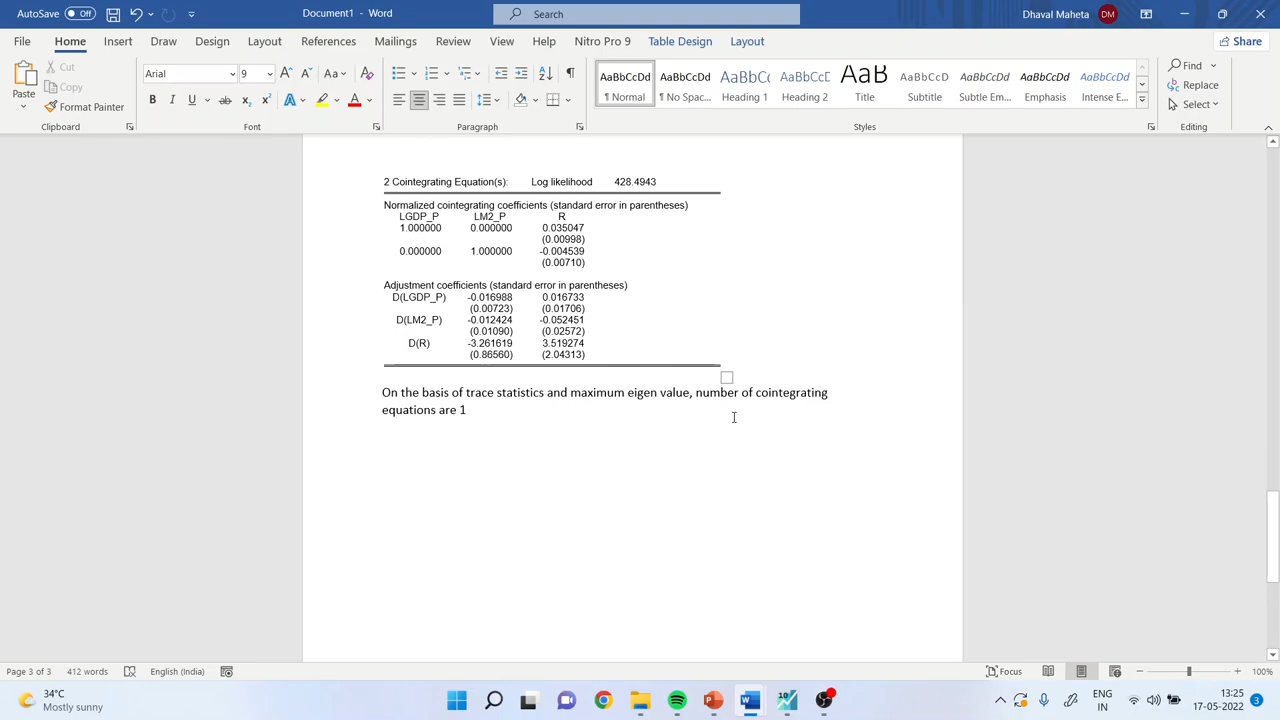 AutoSave Off Document1 - Word Search Dhaval Maheta DM
File Home Insert Draw Design Layout References Mailings Review View Help Nitro Pro 9 Table Design Layout Share
Paste Cut Copy Format Painter
Arial 9
AaBbCcDd AaBbCcDd AaBbCc AaBbCcE AaB AaBbCcD AaBbCcDd AaBbCcDd AaBbCcDd
¶ Normal ¶ No Spac... Heading 1 Heading 2 Title Subtitle Subtle Em... Emphasis Intense E...
Find Replace Select
Clipboard Font Paragraph Styles Editing
2 Cointegrating Equation(s): Log likelihood 428.4943
Normalized cointegrating coefficients (standard error in parentheses)
LGDP_P LM2_P R
1.000000 0.000000 0.035047
(0.00998)
0.000000 1.000000 -0.004539
(0.00710)
Adjustment coefficients (standard error in parentheses)
D(LGDP_P) -0.016988 0.016733
(0.00723) (0.01706)
D(LM2_P) -0.012424 -0.052451
(0.01090) (0.02572)
D(R) -3.261619 3.519274
(0.86560) (2.04313)
On the basis of trace statistics and maximum eigen value, number of cointegrating
equations are 1
Page 3 of 3 412 words English (India) Focus 100%
34°C
Mostly sunny
ENG
IN
13:25
17-05-2022
3